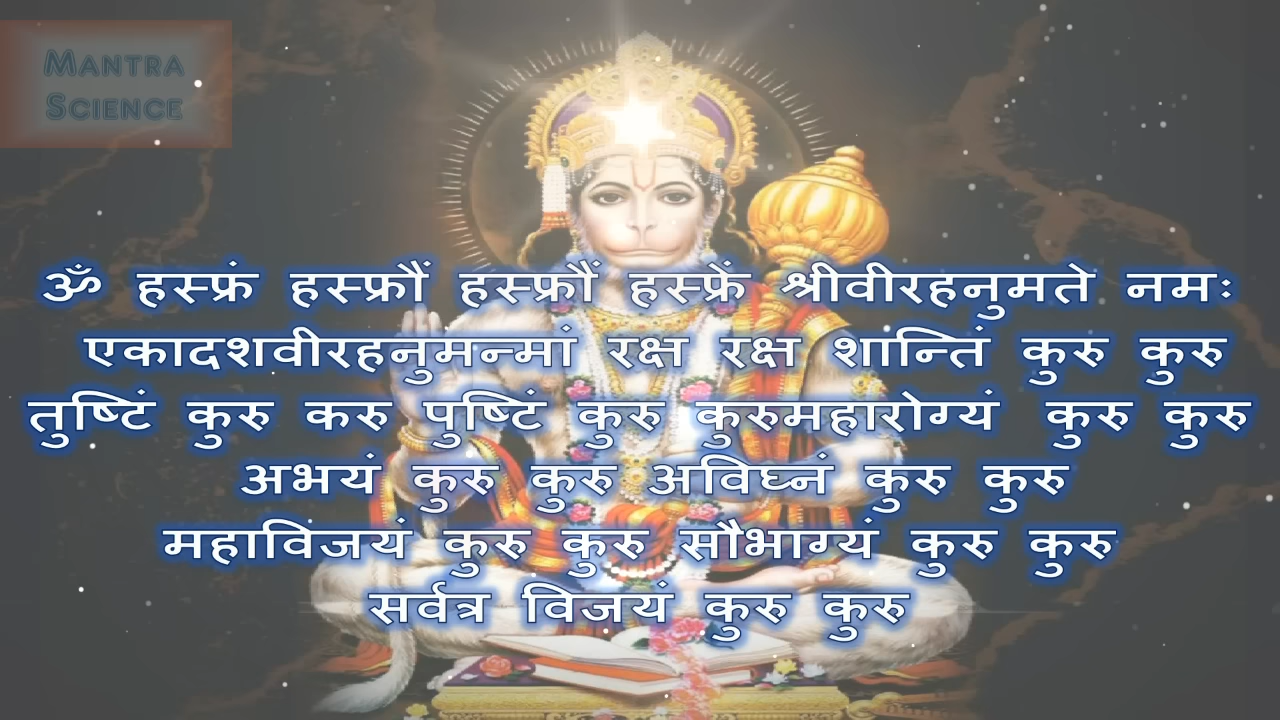 Mantra
Science
ॐ हस्फ्रं हस्फ्रौं हस्फ्रौं हस्फ्रें श्रीवीरहनुमते नमः
एकादशवीरहनुमन्मां रक्ष रक्ष शान्तिं कुरु कुरु
तुष्टिं कुरु करु पुष्टिं कुरु कुरुमहारोग्यं कुरु कुरु
अभयं कुरु कुरु अविघ्नं कुरु कुरु
महाविजयं कुरु कुरु सौभाग्यं कुरु कुरु
सर्वत्र विजयं कुरु कुरु